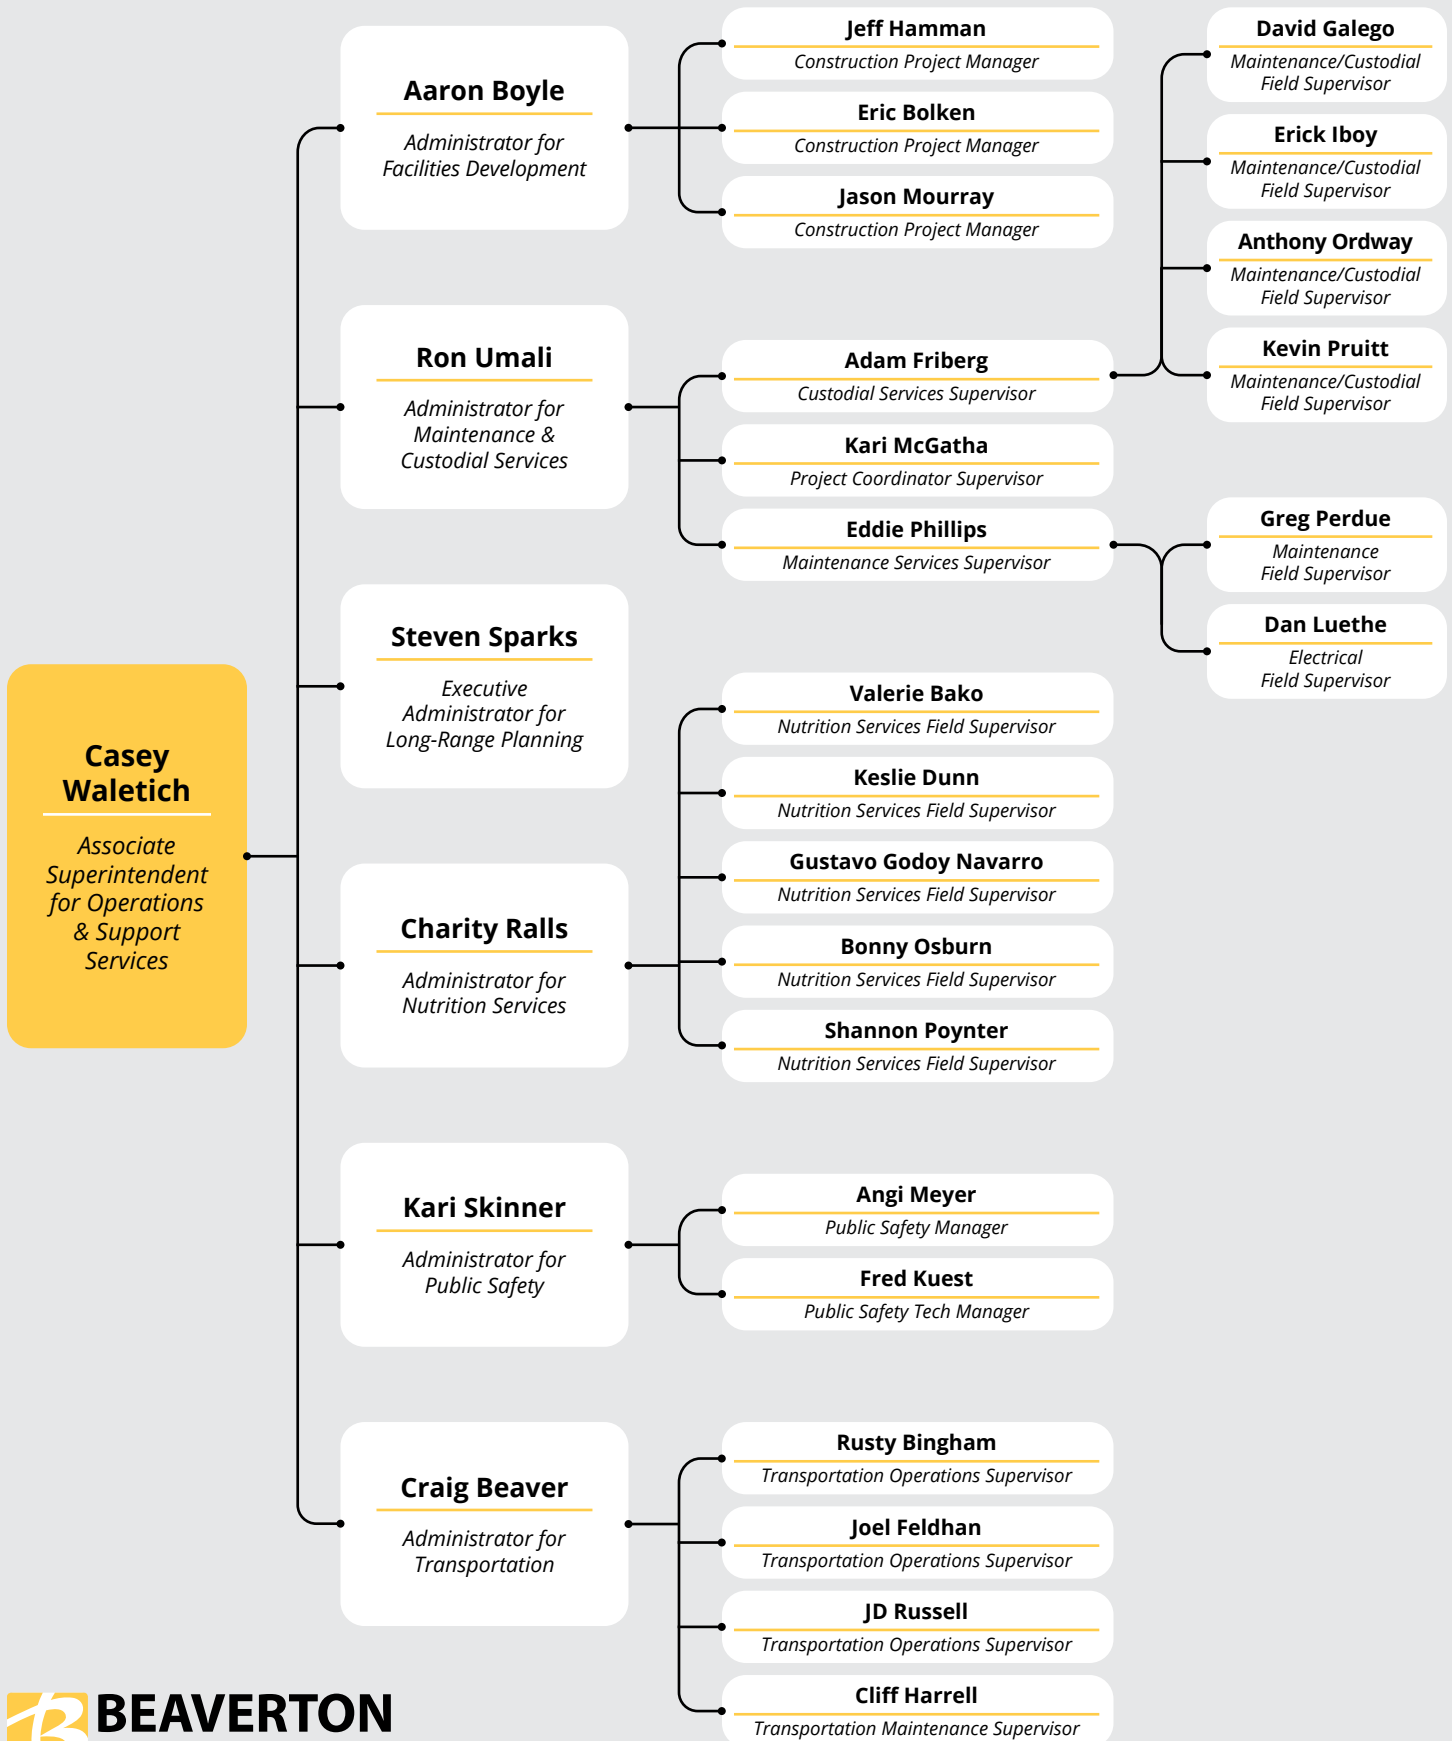 Casey
Waletich
Associate
Superintendent
for Operations
& Support
Services
Aaron Boyle
Administrator for
Facilities Development
Jeff Hamman
Construction Project Manager
Eric Bolken
Construction Project Manager
Jason Mourray
Construction Project Manager
Ron Umali
Administrator for
Maintenance &
Custodial Services
Adam Friberg
Custodial Services Supervisor
David Galego
Maintenance/Custodial
Field Supervisor
Erick Iboy
Maintenance/Custodial
Field Supervisor
Anthony Ordway
Maintenance/Custodial
Field Supervisor
Kevin Pruitt
Maintenance/Custodial
Field Supervisor
Kari McGatha
Project Coordinator Supervisor
Eddie Phillips
Maintenance Services Supervisor
Greg Perdue
Maintenance
Field Supervisor
Dan Luethe
Electrical
Field Supervisor
Steven Sparks
Executive
Administrator for
Long-Range Planning
Charity Ralls
Administrator for
Nutrition Services
Valerie Bako
Nutrition Services Field Supervisor
Keslie Dunn
Nutrition Services Field Supervisor
Gustavo Godoy Navarro
Nutrition Services Field Supervisor
Bonny Osburn
Nutrition Services Field Supervisor
Shannon Poynter
Nutrition Services Field Supervisor
Kari Skinner
Administrator for
Public Safety
Angi Meyer
Public Safety Manager
Fred Kuest
Public Safety Tech Manager
Craig Beaver
Administrator for
Transportation
Rusty Bingham
Transportation Operations Supervisor
Joel Feldhan
Transportation Operations Supervisor
JD Russell
Transportation Operations Supervisor
Cliff Harrell
Transportation Maintenance Supervisor
B BEAVERTON